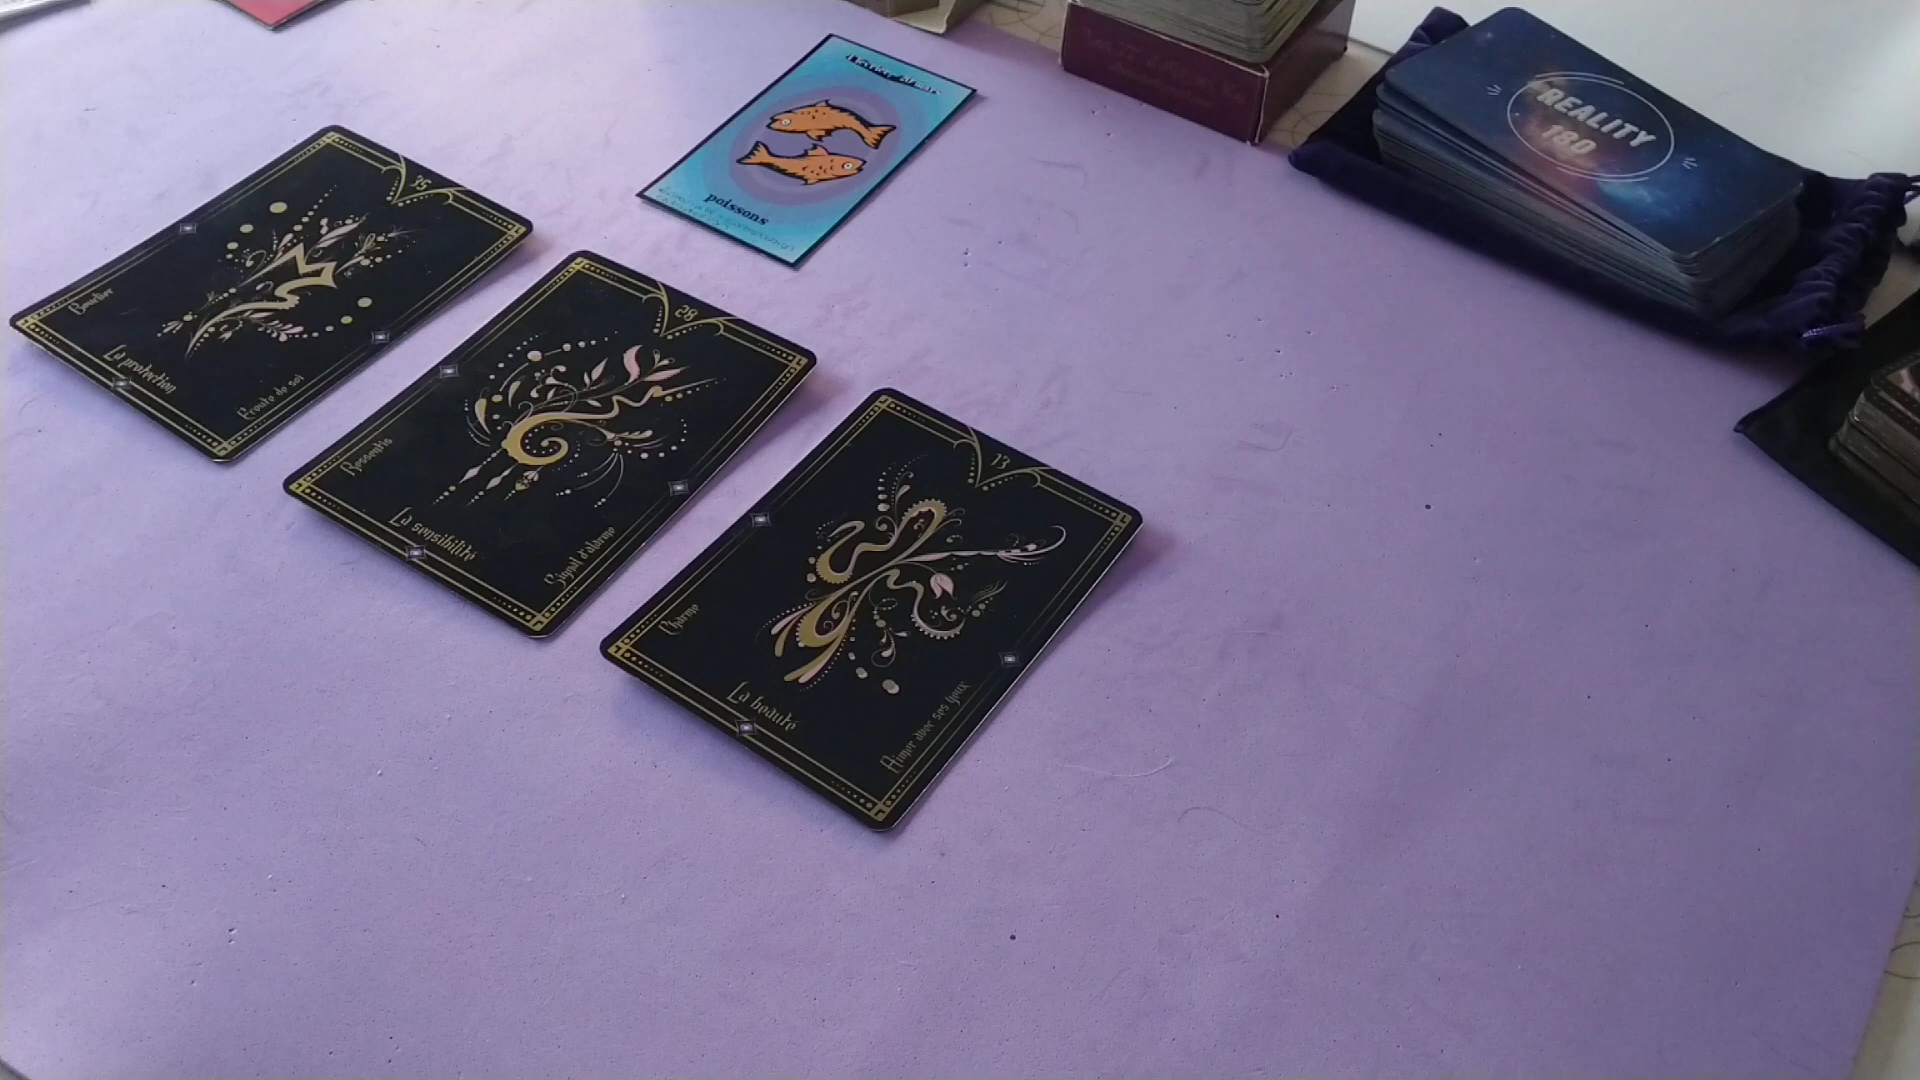 35
Bouclier
La protection
Écoute de soi
28
Ressentis
La sensibilité
Signal d'alarme
13
Charme
La beauté
Aimer avec ses yeux
poissons
REALITY
180